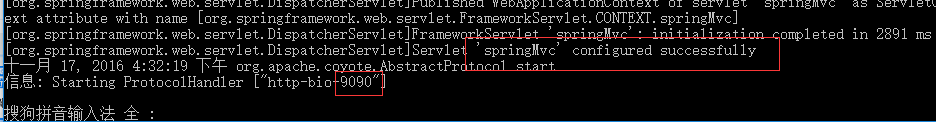 [org.springframework.web.servlet.DispatcherServlet]Published WebApplicationContext of servlet 'springMvc' as ServletC
ext attribute with name [org.springframework.web.servlet.FrameworkServlet.CONTEXT.springMvc]
[org.springframework.web.servlet.DispatcherServlet]FrameworkServlet 'springMvc': initialization completed in 2891 ms
[org.springframework.web.servlet.DispatcherServlet]Servlet 'springMvc' configured successfully
十一月 17, 2016 4:32:19 下午 org.apache.coyote.AbstractProtocol start
信息: Starting ProtocolHandler ["http-bio-9090"]
搜狗拼音输入法 全 :